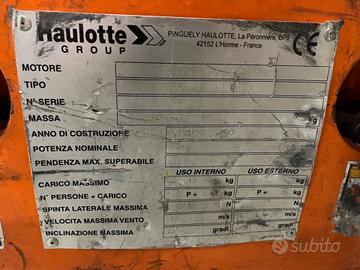 Haulotte
GROUP
PINGUELY HAULOTTE, La Péronnière, BP9
42152 L'Horme - France
CE
MOTORE
TIPO
N° SERIE
MASSA kg
ANNO DI COSTRUZIONE
POTENZA NOMINALE
PENDENZA MAX. SUPERABILE
USO INTERNO USO ESTERNO
CARICO MASSIMO kg kg
N° PERSONE + CARICO P + kg P + kg
SPINTA LATERALE MASSIMA N N
VELOCITA MASSIMA VENTO m/s m/s
INCLINAZIONE MASSIMA gradi gradi
subito